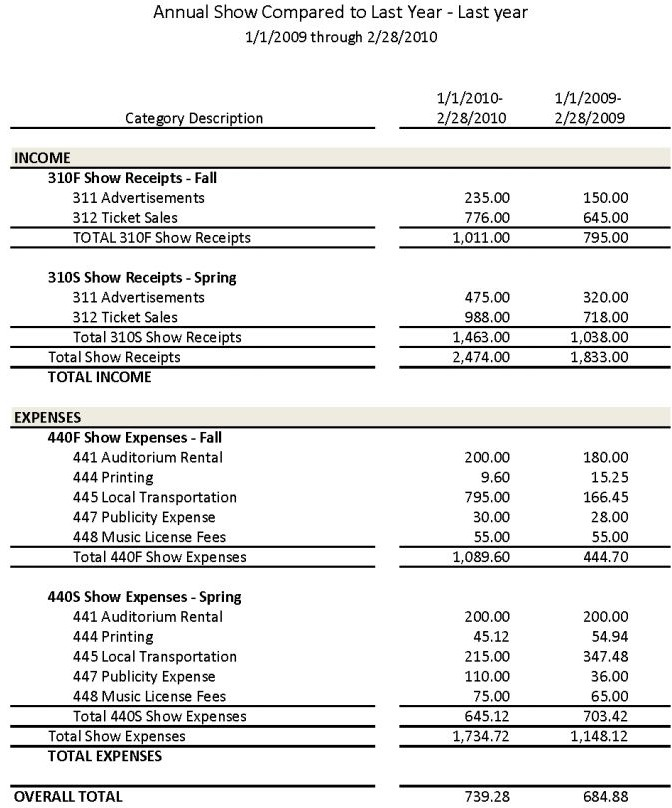 Annual Show Compared to Last Year - Last year
1/1/2009 through 2/28/2010
1/1/2010- 1/1/2009-
Category Description 2/28/2010 2/28/2009
INCOME
310F Show Receipts - Fall
311 Advertisements 235.00 150.00
312 Ticket Sales 776.00 645.00
TOTAL 310F Show Receipts 1,011.00 795.00
310S Show Receipts - Spring
311 Advertisements 475.00 320.00
312 Ticket Sales 988.00 718.00
Total 310S Show Receipts 1,463.00 1,038.00
Total Show Receipts 2,474.00 1,833.00
TOTAL INCOME
EXPENSES
440F Show Expenses - Fall
441 Auditorium Rental 200.00 180.00
444 Printing 9.60 15.25
445 Local Transportation 795.00 166.45
447 Publicity Expense 30.00 28.00
448 Music License Fees 55.00 55.00
Total 440F Show Expenses 1,089.60 444.70
440S Show Expenses - Spring
441 Auditorium Rental 200.00 200.00
444 Printing 45.12 54.94
445 Local Transportation 215.00 347.48
447 Publicity Expense 110.00 36.00
448 Music License Fees 75.00 65.00
Total 440S Show Expenses 645.12 703.42
Total Show Expenses 1,734.72 1,148.12
TOTAL EXPENSES
OVERALL TOTAL 739.28 684.88